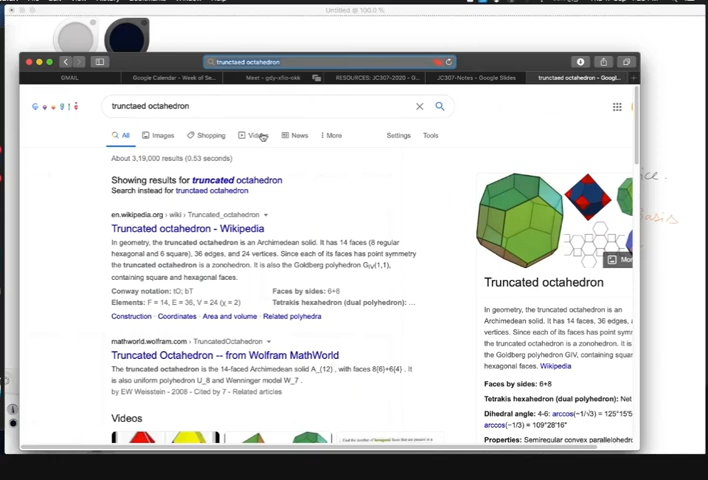 Untitled @ 100.0 %
trunctaed octahedron
GMAIL
Google Calendar - Week of Se...
Meet - gdy-xfio-ok6
RESOURCES: JC307-2020 - G...
JC307-Notes - Google Slides
trunctaed octahedron - Googl...
trunctaed octahedron
All
Images
Shopping
Videos
News
More
Settings
Tools
About 3,19,000 results (0.53 seconds)
Showing results for truncated octahedron
Search instead for trunctaed octahedron
en.wikipedia.org › wiki › Truncated_octahedron
Truncated octahedron - Wikipedia
In geometry, the truncated octahedron is an Archimedean solid. It has 14 faces (8 regular
hexagonal and 6 square), 36 edges, and 24 vertices. Since each of its faces has point symmetry
the truncated octahedron is a zonohedron. It is also the Goldberg polyhedron GIV(1,1),
containing square and hexagonal faces.
Conway notation: tO; bT
Faces by sides: 6+8
Elements: F = 14, E = 36, V = 24 (χ = 2)
Tetrakis hexahedron (dual polyhedron): ...
Construction · Coordinates · Area and volume · Related polyhedra
mathworld.wolfram.com › TruncatedOctahedron
Truncated Octahedron -- from Wolfram MathWorld
The truncated octahedron is the 14-faced Archimedean solid A_(12) , with faces 8{6}+6{4} . It
is also uniform polyhedron U_8 and Wenninger model W_7 .
by EW Weisstein - 2008 - Cited by 7 - Related articles
Videos
Truncated octahedron
In geometry, the truncated octahedron is an
Archimedean solid. It has 14 faces, 36 edges,
vertices. Since each of its faces has point symm
the truncated octahedron is a zonohedron. It is
the Goldberg polyhedron GIV, containing squar
hexagonal faces. Wikipedia
Faces by sides: 6+8
Tetrakis hexahedron (dual polyhedron): Net
Dihedral angle: 4-6: arccos(−1/√3) = 125°15′5
arccos(−1/3) = 109°28′16″
Properties: Semiregular convex parallelohedr
Basis